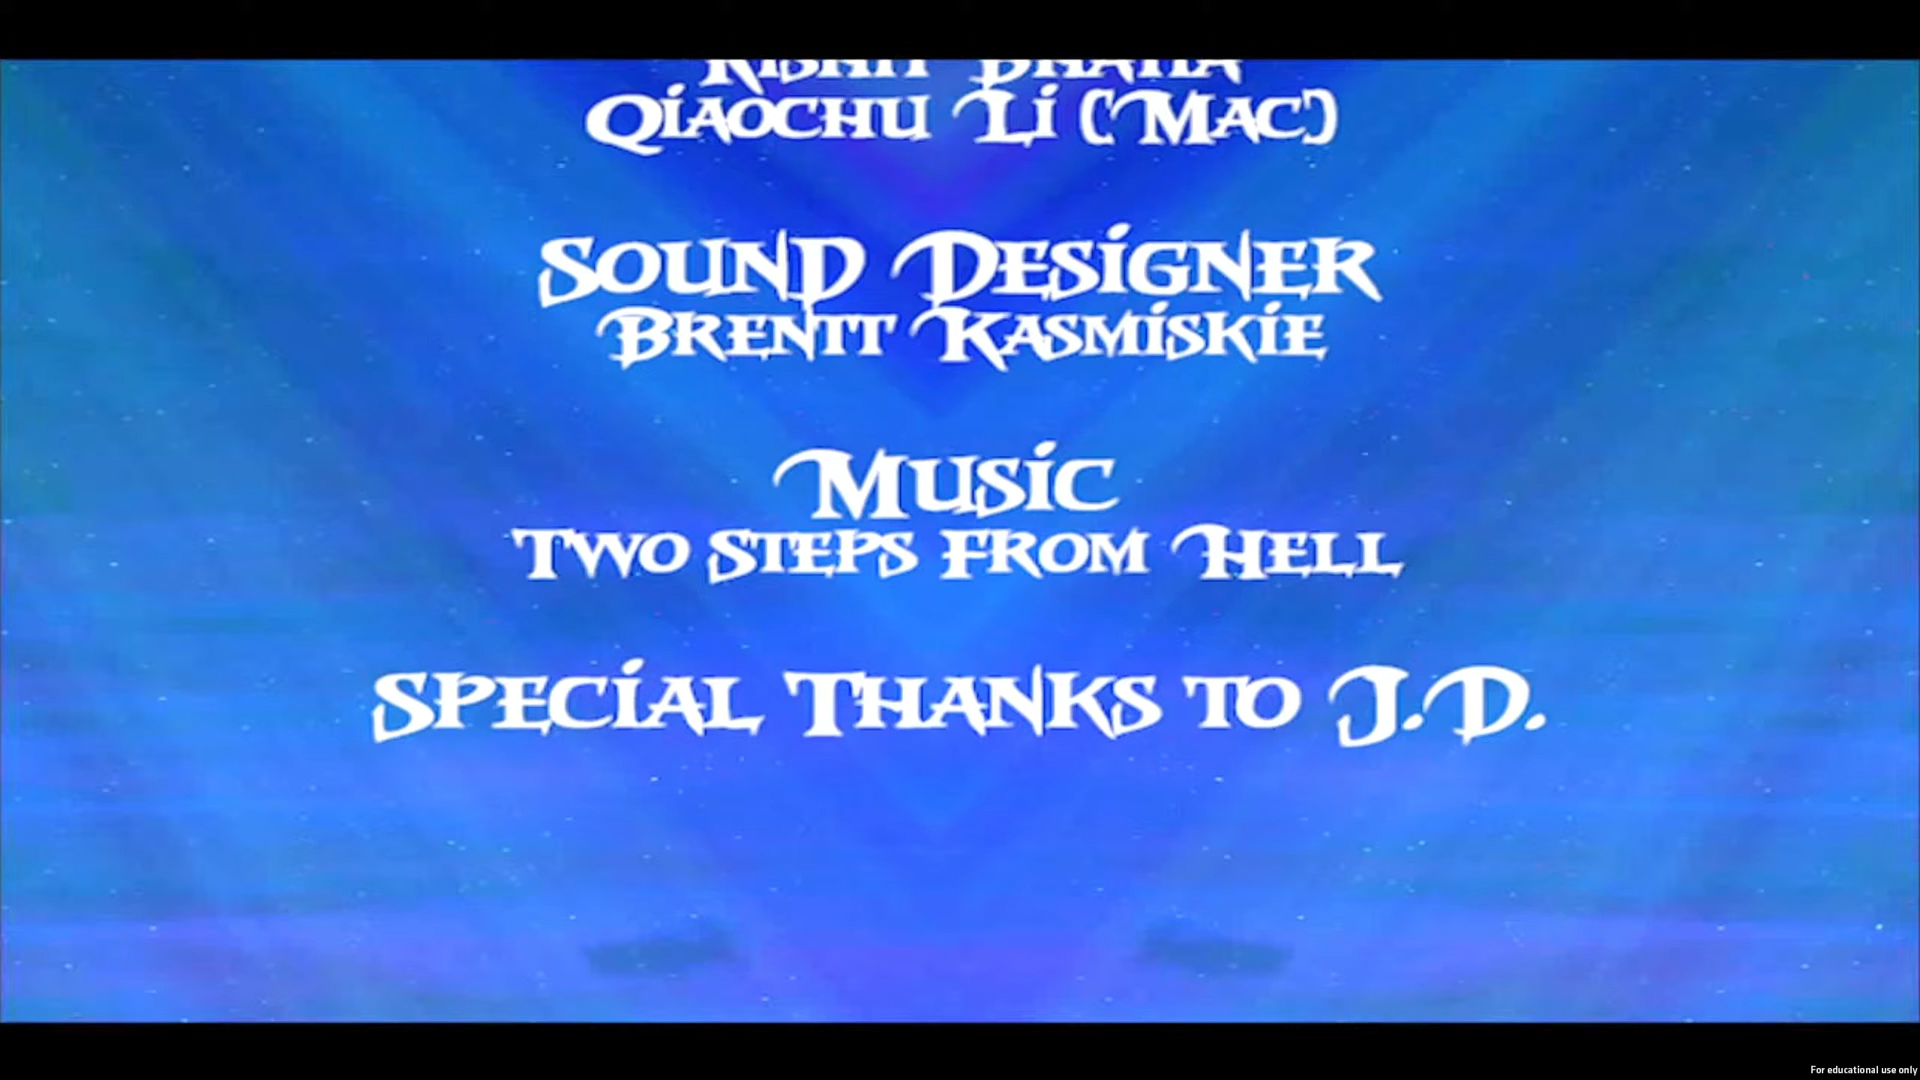 Qiaochu Li (Mac)
Sound Designer
Brentt Kasmiskie
Music
Two Steps From Hell
Special Thanks to J.D.
For educational use only